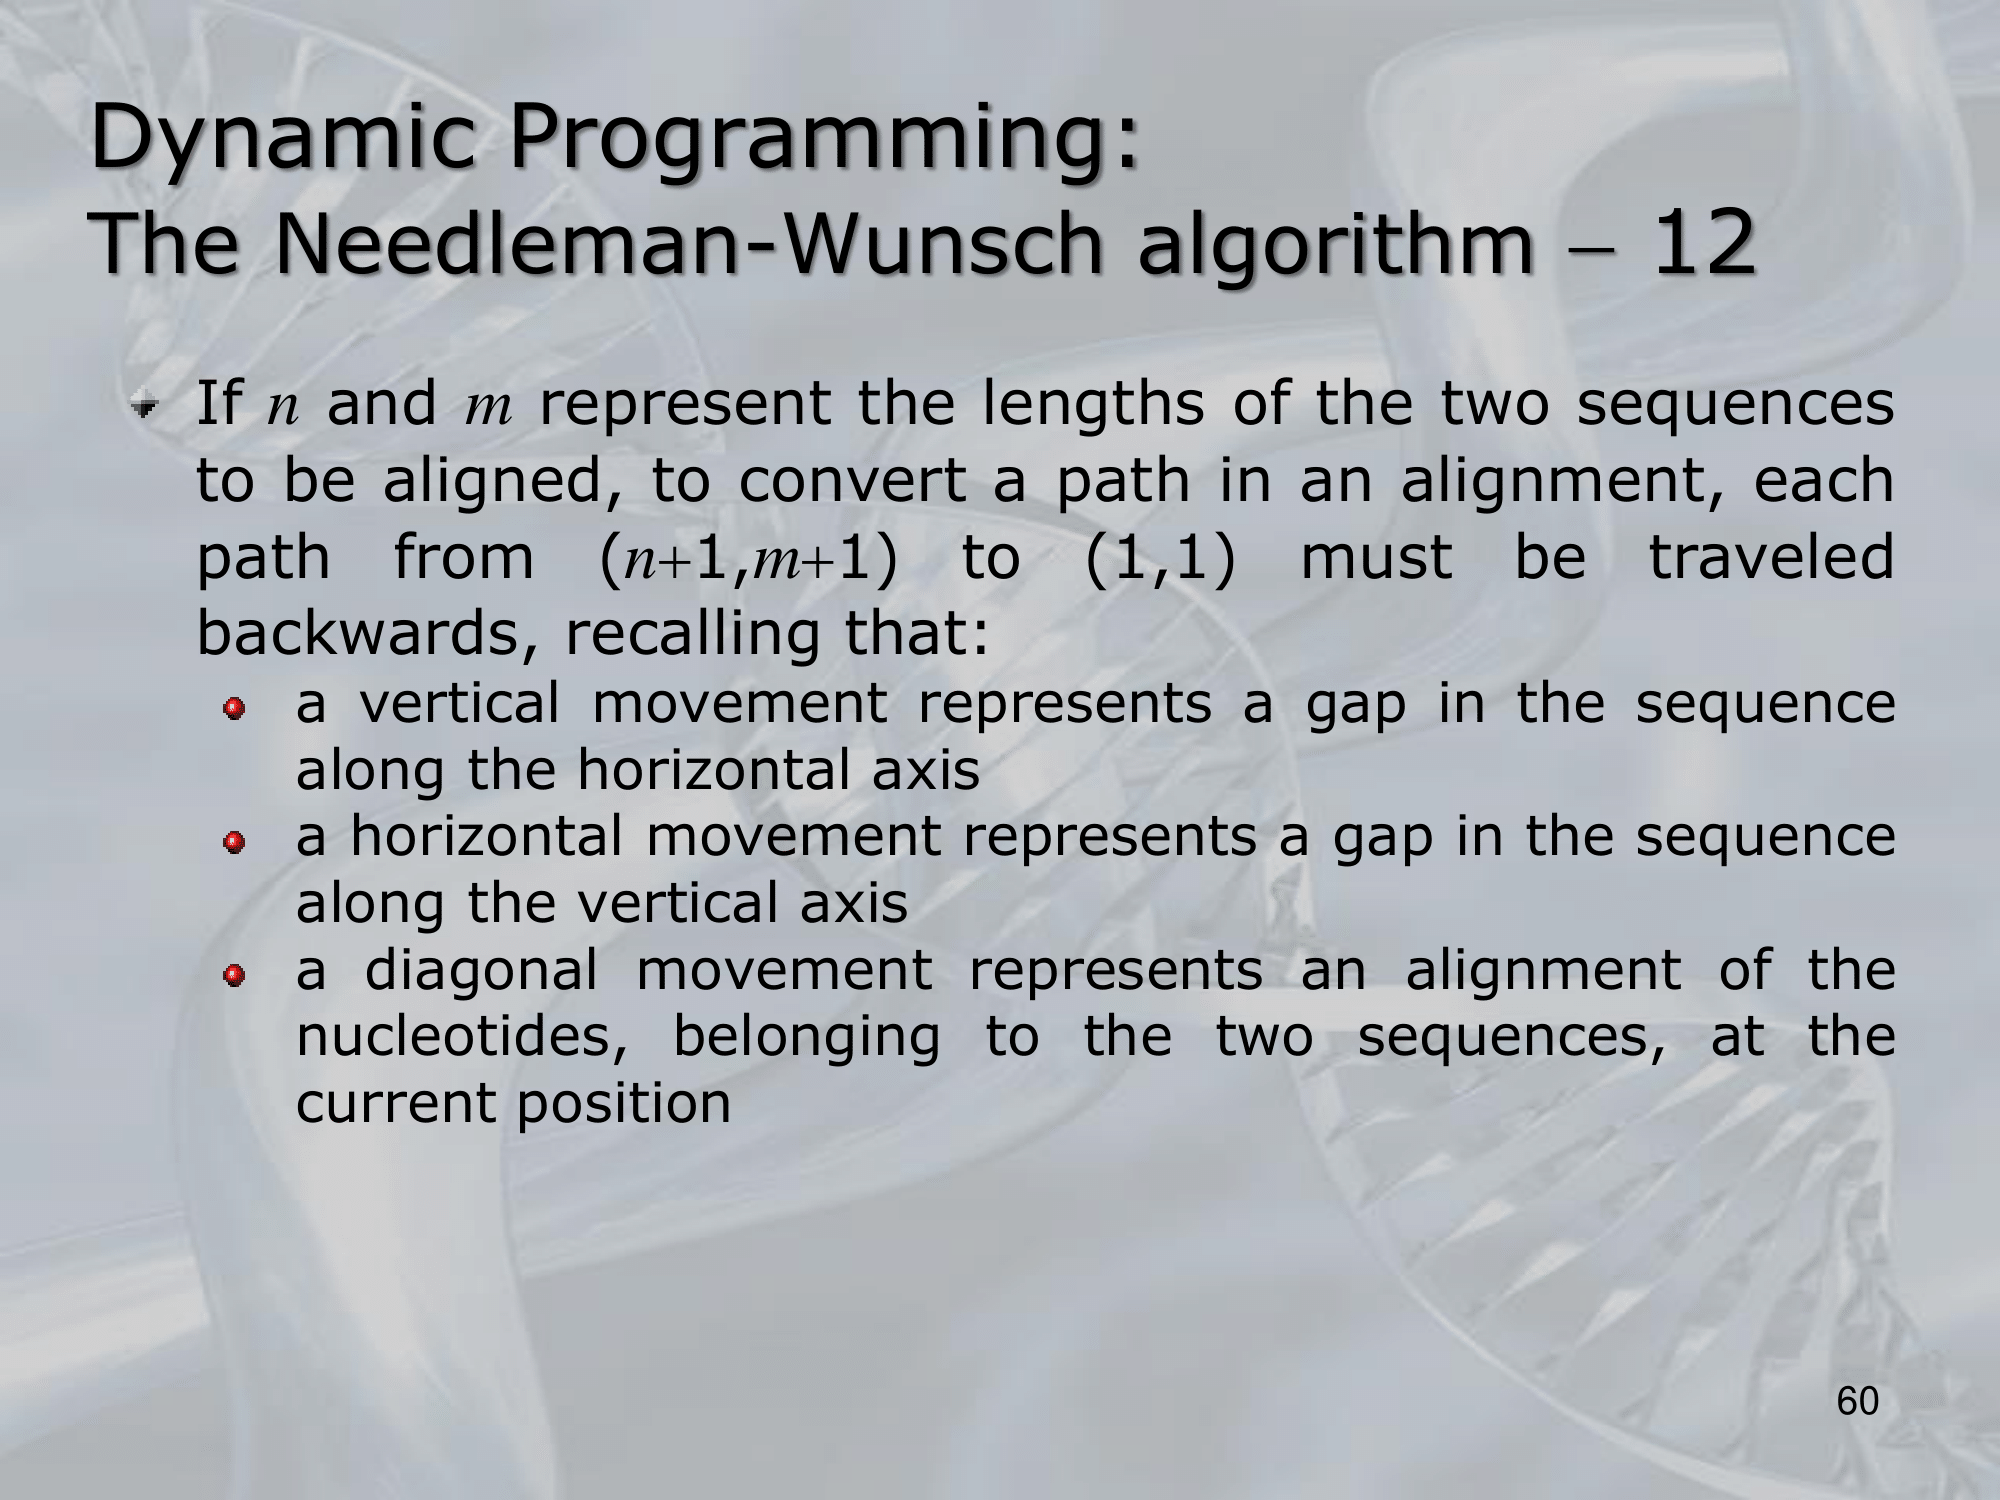 Dynamic Programming:
The Needleman-Wunsch algorithm – 12
If n and m represent the lengths of the two sequences
to be aligned, to convert a path in an alignment, each
path from (n+1,m+1) to (1,1) must be traveled
backwards, recalling that:
a vertical movement represents a gap in the sequence
along the horizontal axis
a horizontal movement represents a gap in the sequence
along the vertical axis
a diagonal movement represents an alignment of the
nucleotides, belonging to the two sequences, at the
current position
60